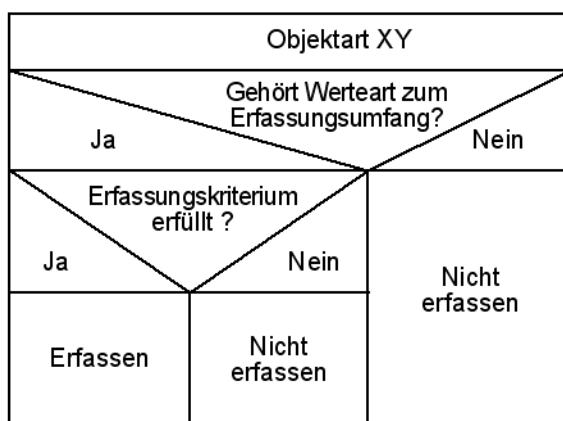 Objektart XY
Gehört Werteart zum
Erfassungsumfang?
Ja
Nein
Erfassungskriterium
erfüllt ?
Ja
Nein
Nicht
erfassen
Erfassen
Nicht
erfassen